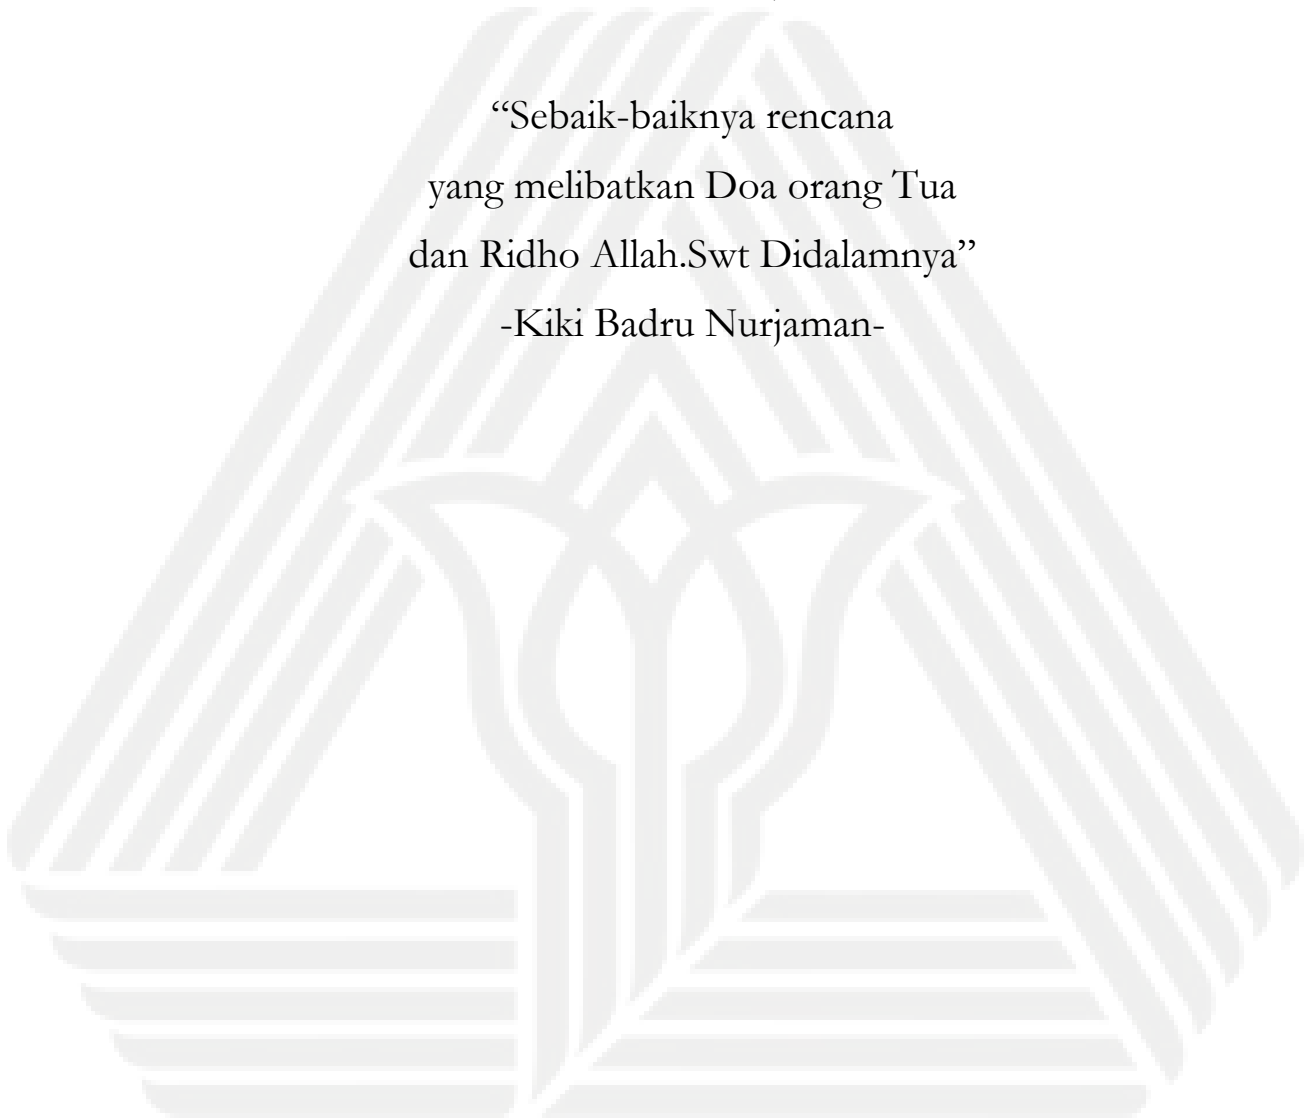 “Sebaik-baiknya rencana
yang melibatkan Doa orang Tua
dan Ridho Allah.Swt Didalamnya”
-Kiki Badru Nurjaman-